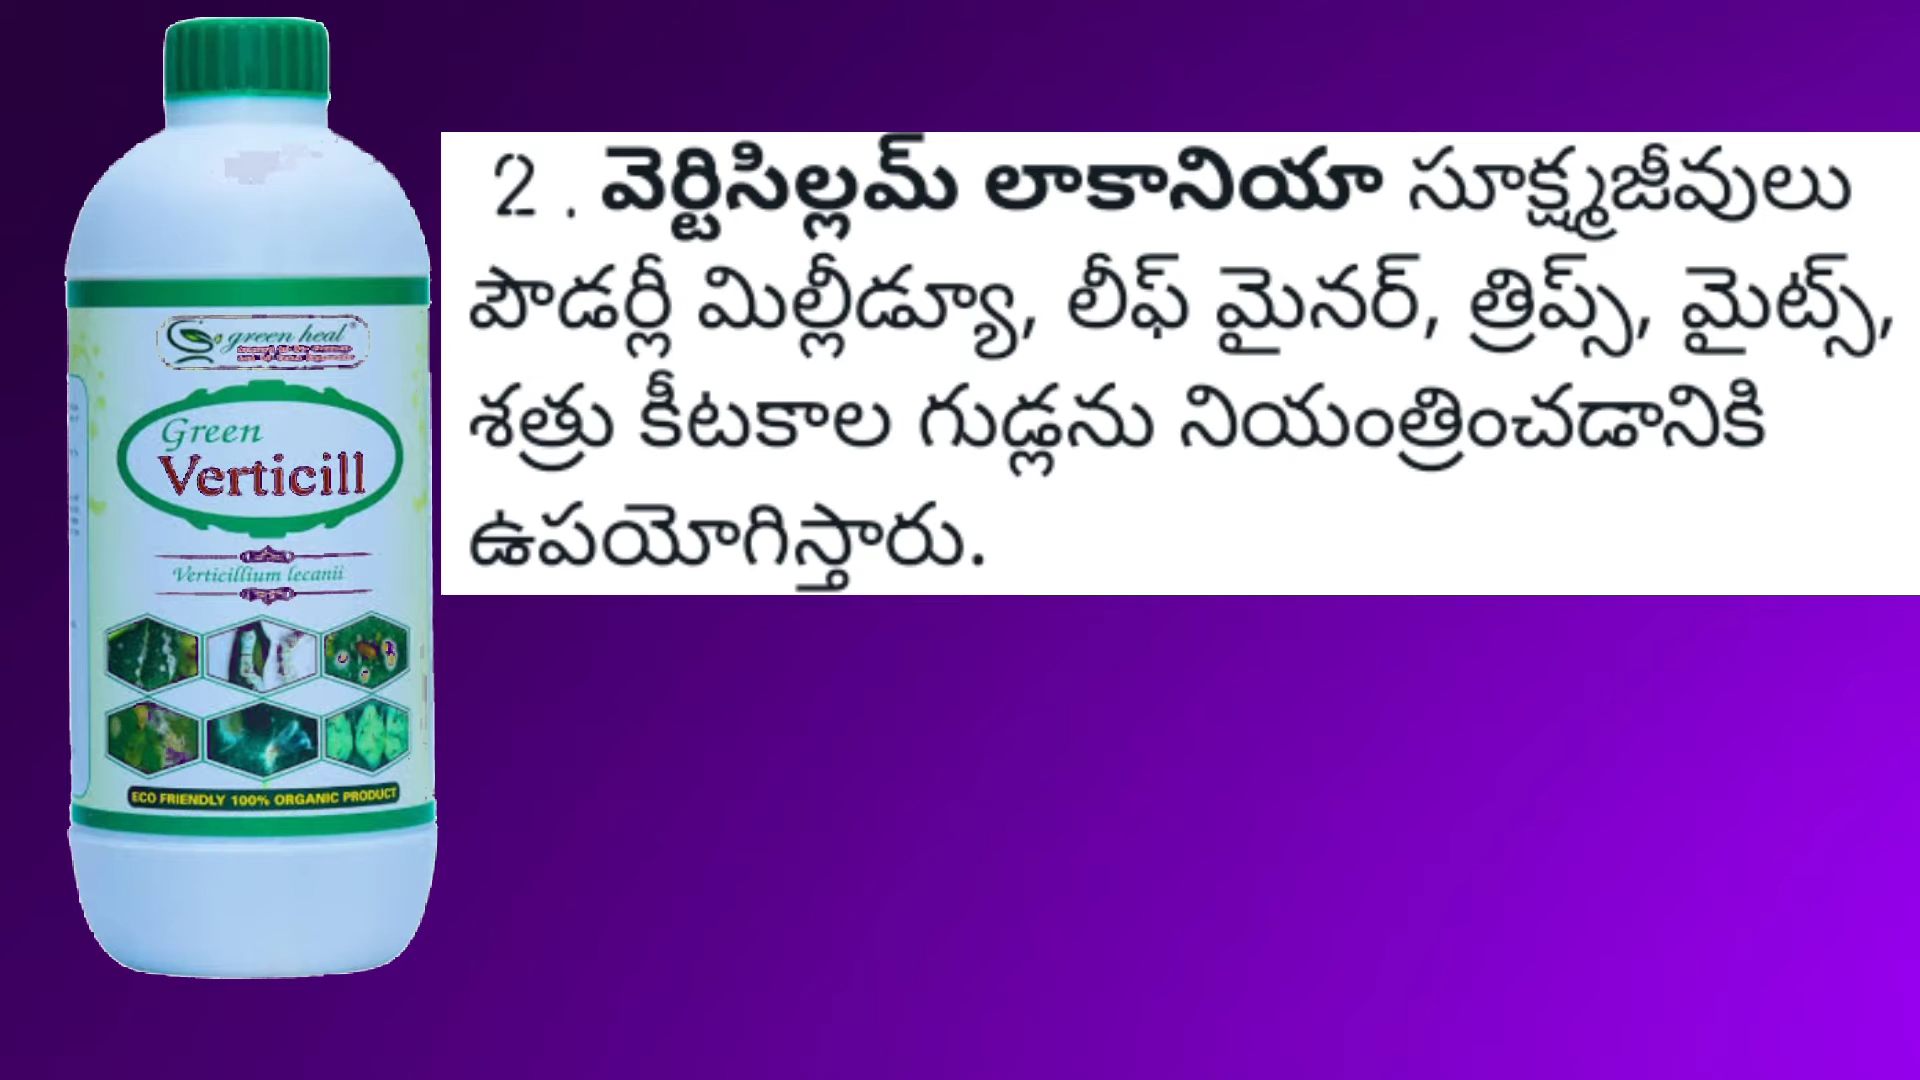 green heal
Green
Verticill
Verticillium lecanii
ECO FRIENDLY 100% ORGANIC PRODUCT
2 . వెర్టిసిల్లమ్ లాకానియా సూక్ష్మజీవులు
పౌడర్లీ మిల్లీడ్యూ, లీఫ్ మైనర్, త్రిప్స్, మైట్స్,
శత్రు కీటకాల గుడ్లను నియంత్రించడానికి
ఉపయోగిస్తారు.